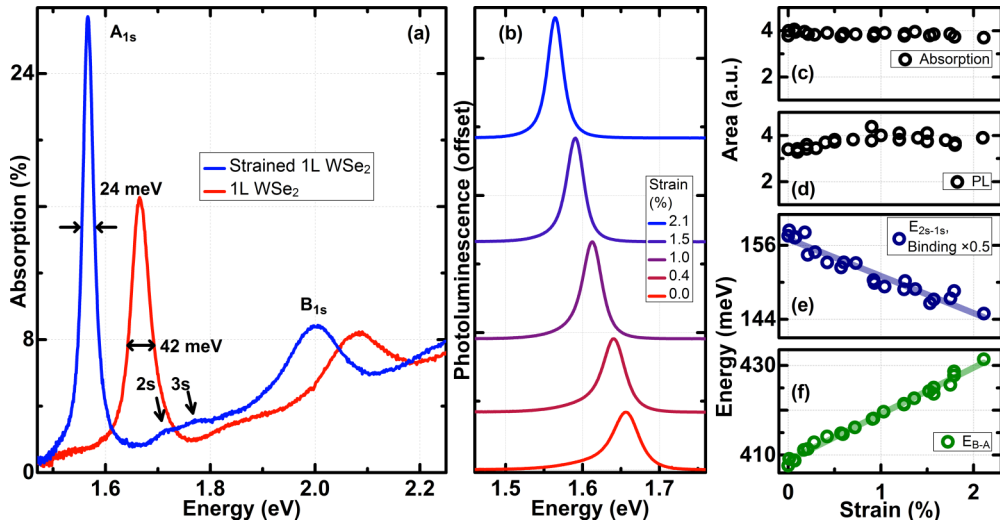 A1s
(a)
24
Strained 1L WSe2
1L WSe2
24 meV
B1s
8
42 meV
2s
3s
0
1.6
1.8
2.0
2.2
Absorption (%)
Energy (eV)
(b)
Strain
(%)
2.1
1.5
1.0
0.4
0.0
Photoluminescence (offset)
1.5
1.6
1.7
Energy (eV)
4
2
(c)
Absorption
Area (a.u.)
4
2
(d)
PL
156
144
E2s-1s,
Binding ×0.5
(e)
Energy (meV)
430
410
(f)
EB-A
0
1
2
Strain (%)